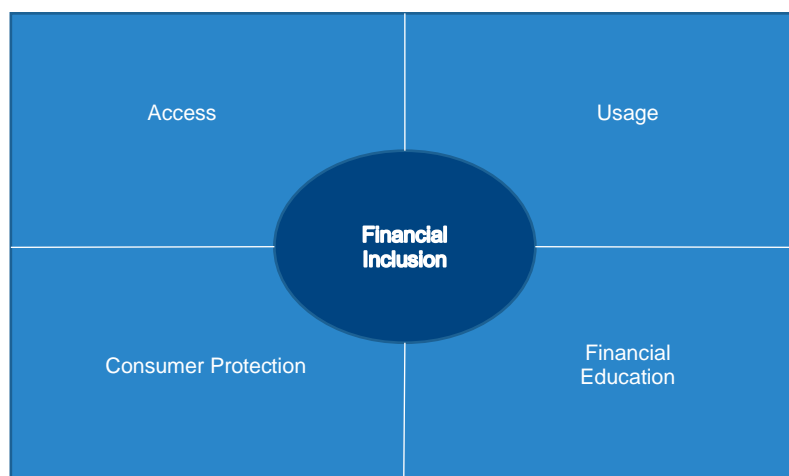 Access
Usage
Financial
Inclusion
Consumer Protection
Financial
Education